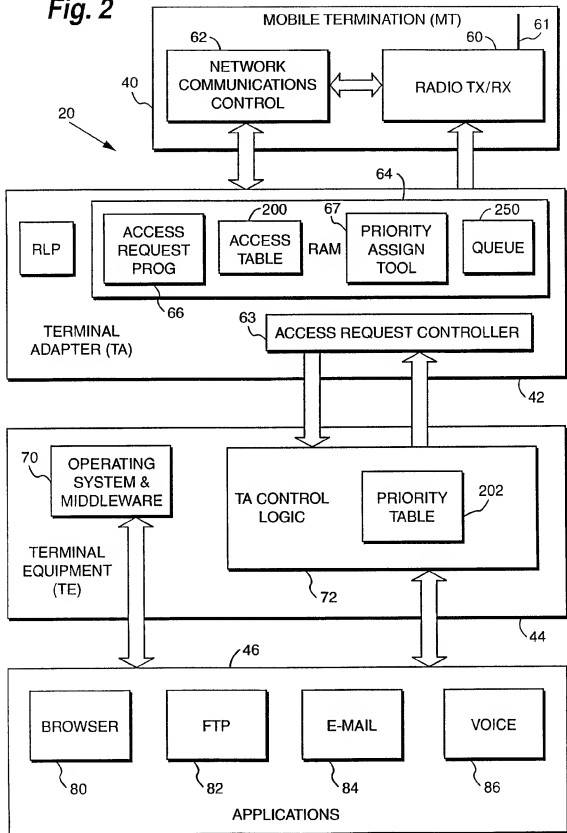 Fig. 2
MOBILE TERMINATION (MT)
61
62
60
NETWORK
COMMUNICATIONS
CONTROL
RADIO TX/RX
40
20
64
RLP
ACCESS
REQUEST
PROG
66
200
ACCESS
TABLE
RAM
67
PRIORITY
ASSIGN
TOOL
250
QUEUE
TERMINAL
ADAPTER (TA)
63
ACCESS REQUEST CONTROLLER
42
70
OPERATING
SYSTEM &
MIDDLEWARE
TA CONTROL
LOGIC
PRIORITY
TABLE
202
TERMINAL
EQUIPMENT
(TE)
72
44
46
BROWSER
FTP
E-MAIL
VOICE
80
82
84
86
APPLICATIONS